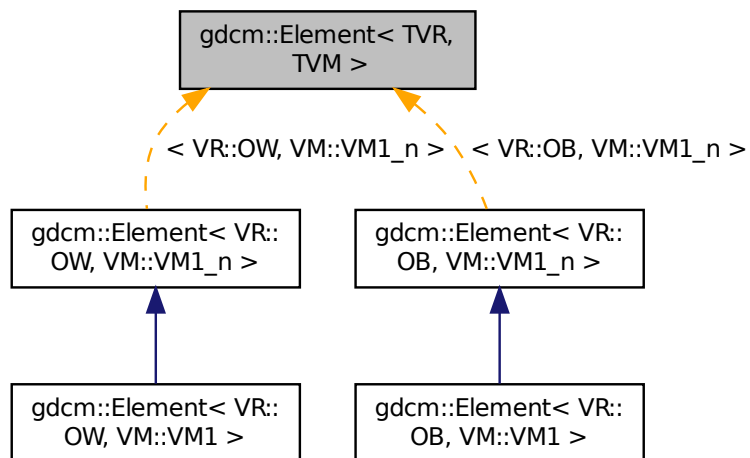 gdcm::Element< TVR,
TVM >
< VR::OW, VM::VM1_n >
< VR::OB, VM::VM1_n >
gdcm::Element< VR::
OW, VM::VM1_n >
gdcm::Element< VR::
OB, VM::VM1_n >
gdcm::Element< VR::
OW, VM::VM1 >
gdcm::Element< VR::
OB, VM::VM1 >